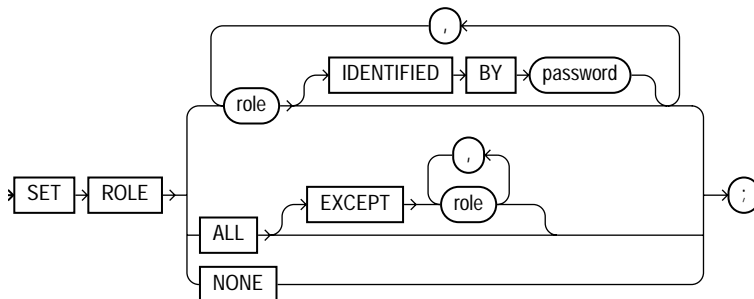 ,
IDENTIFIED BY password
role
,
EXCEPT role
SET ROLE ;
ALL
NONE